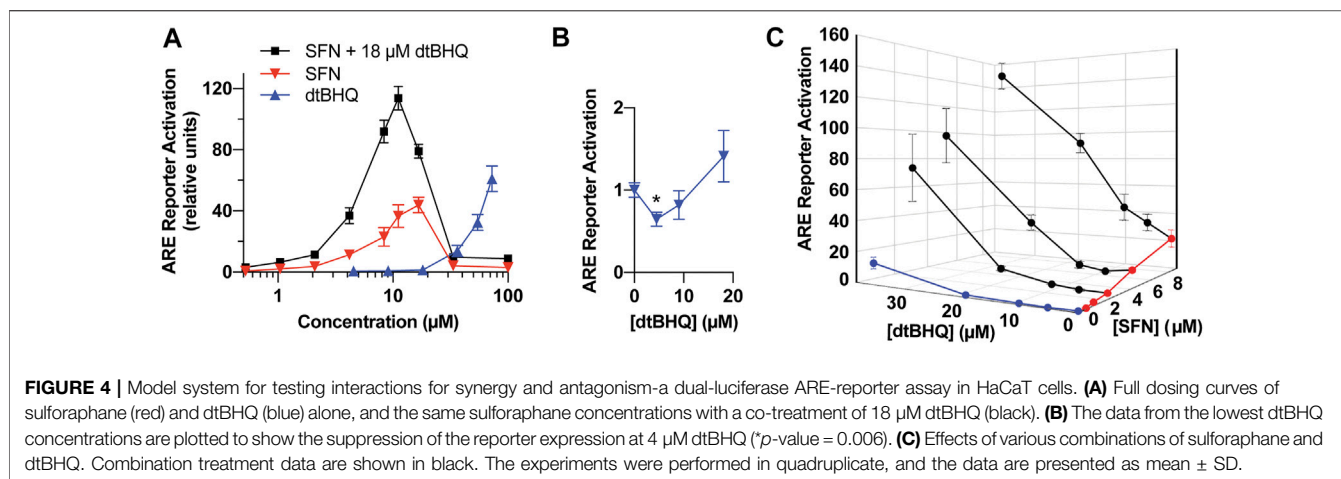 A
SFN + 18 µM dtBHQ
SFN
dtBHQ
ARE Reporter Activation
(relative units)
120
80
40
0
1
10
100
Concentration (µM)
B
ARE Reporter Activation
2
1
0
*
0
10
20
[dtBHQ] (µM)
C
ARE Reporter Activation
160
140
120
100
80
60
40
20
0
30
20
10
0
[dtBHQ] (µM)
0
2
4
6
8
[SFN] (µM)
FIGURE 4 | Model system for testing interactions for synergy and antagonism-a dual-luciferase ARE-reporter assay in HaCaT cells. (A) Full dosing curves of
sulforaphane (red) and dtBHQ (blue) alone, and the same sulforaphane concentrations with a co-treatment of 18 µM dtBHQ (black). (B) The data from the lowest dtBHQ
concentrations are plotted to show the suppression of the reporter expression at 4 µM dtBHQ (*p-value = 0.006). (C) Effects of various combinations of sulforaphane and
dtBHQ. Combination treatment data are shown in black. The experiments were performed in quadruplicate, and the data are presented as mean ± SD.